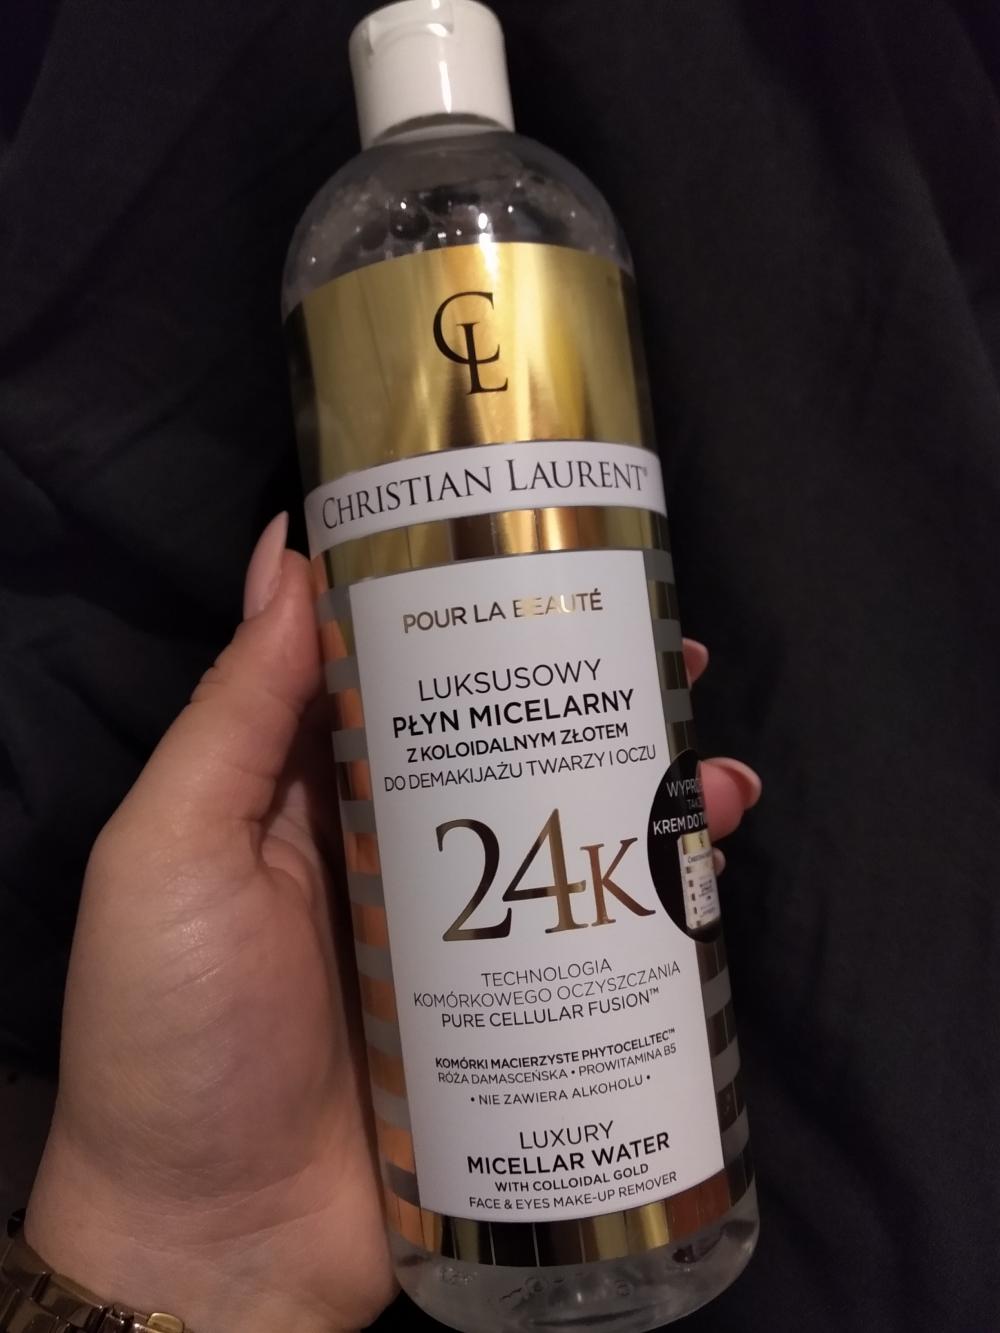 CL
CHRISTIAN LAURENT®
POUR LA BEAUTÉ
LUKSUSOWY
PŁYN MICELARNY
Z KOLOIDALNYM ZŁOTEM
DO DEMAKIJAŻU TWARZY I OCZU
24K
KREM DO
TECHNOLOGIA
KOMÓRKOWEGO OCZYSZCZANIA
PURE CELLULAR FUSION™
KOMÓRKI MACIERZYSTE PHYTOCELLTEC™
RÓŻA DAMASCEŃSKA • PROWITAMINA B5
• NIE ZAWIERA ALKOHOLU •
LUXURY
MICELLAR WATER
WITH COLLOIDAL GOLD
FACE & EYES MAKE-UP REMOVER